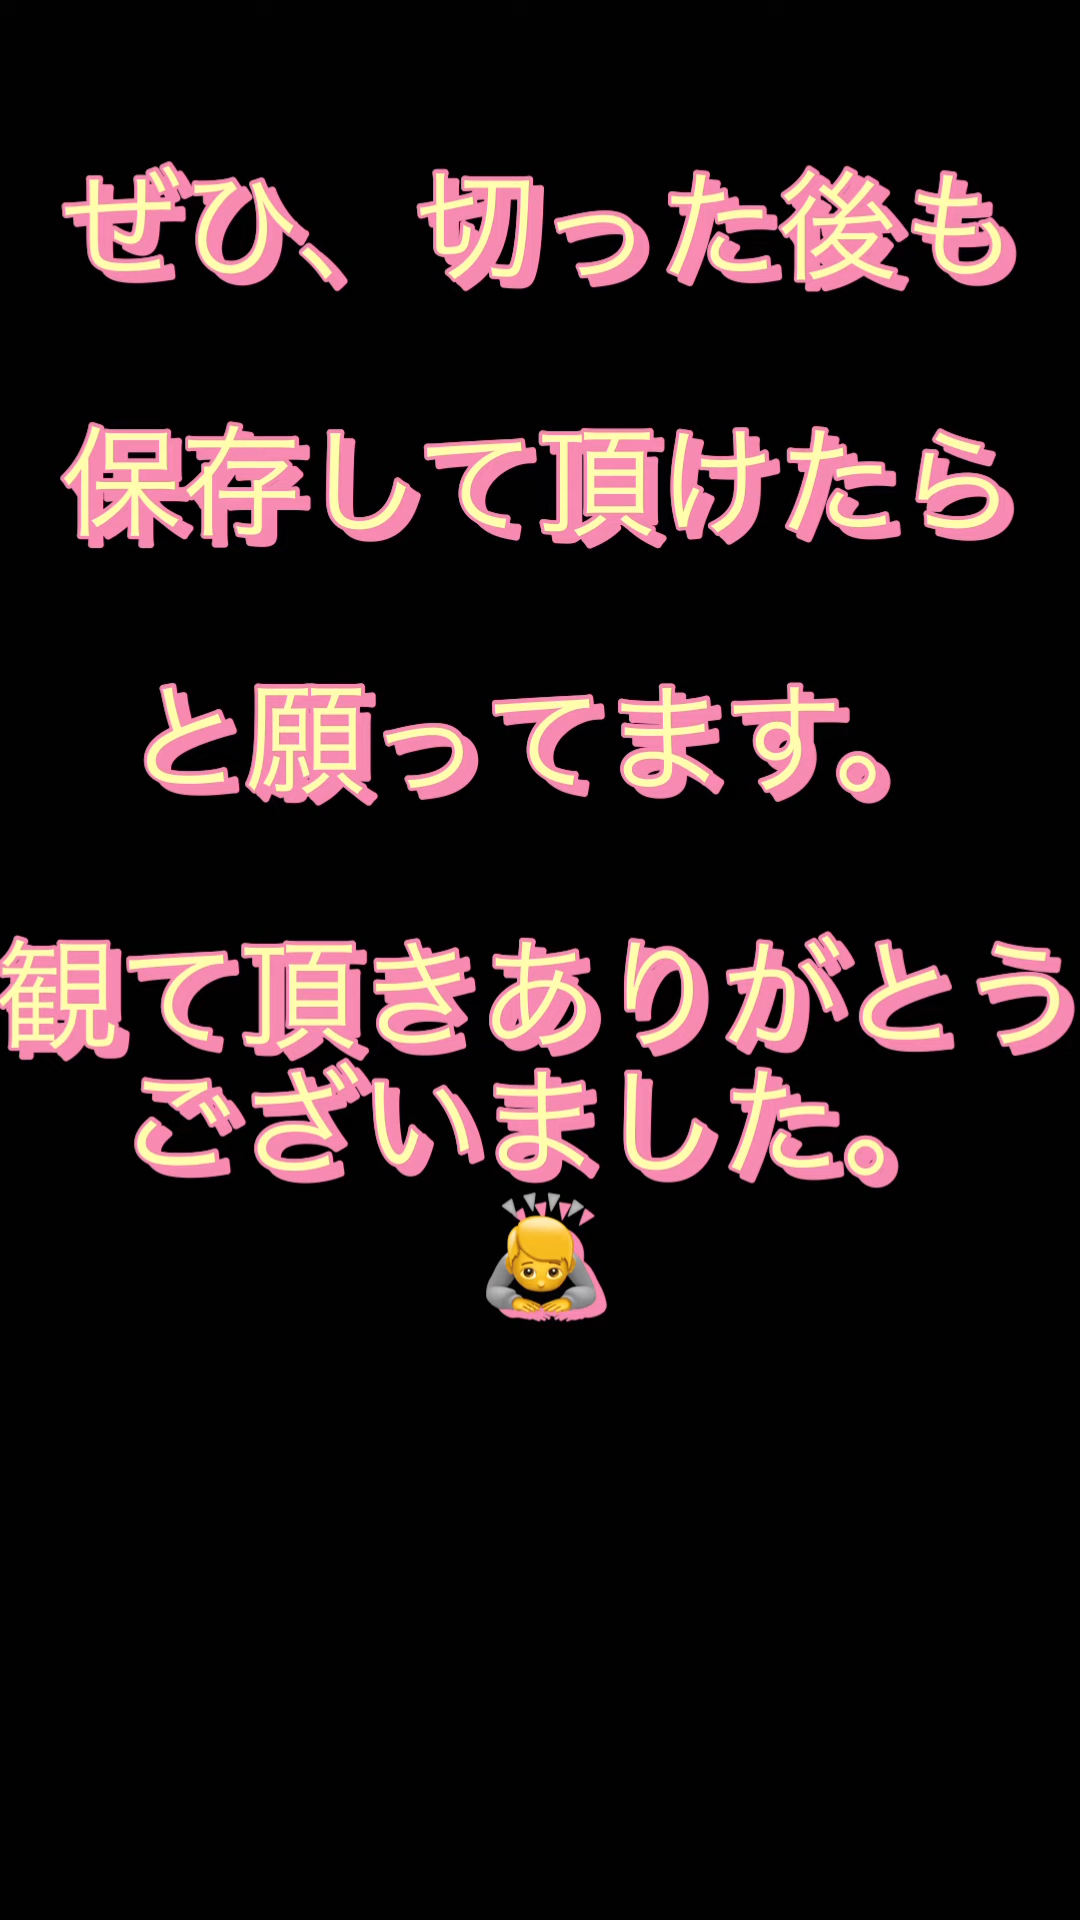 ぜひ、切った後も
保存して頂けたら
と願ってます。
観て頂きありがとう
ございました。
🙇